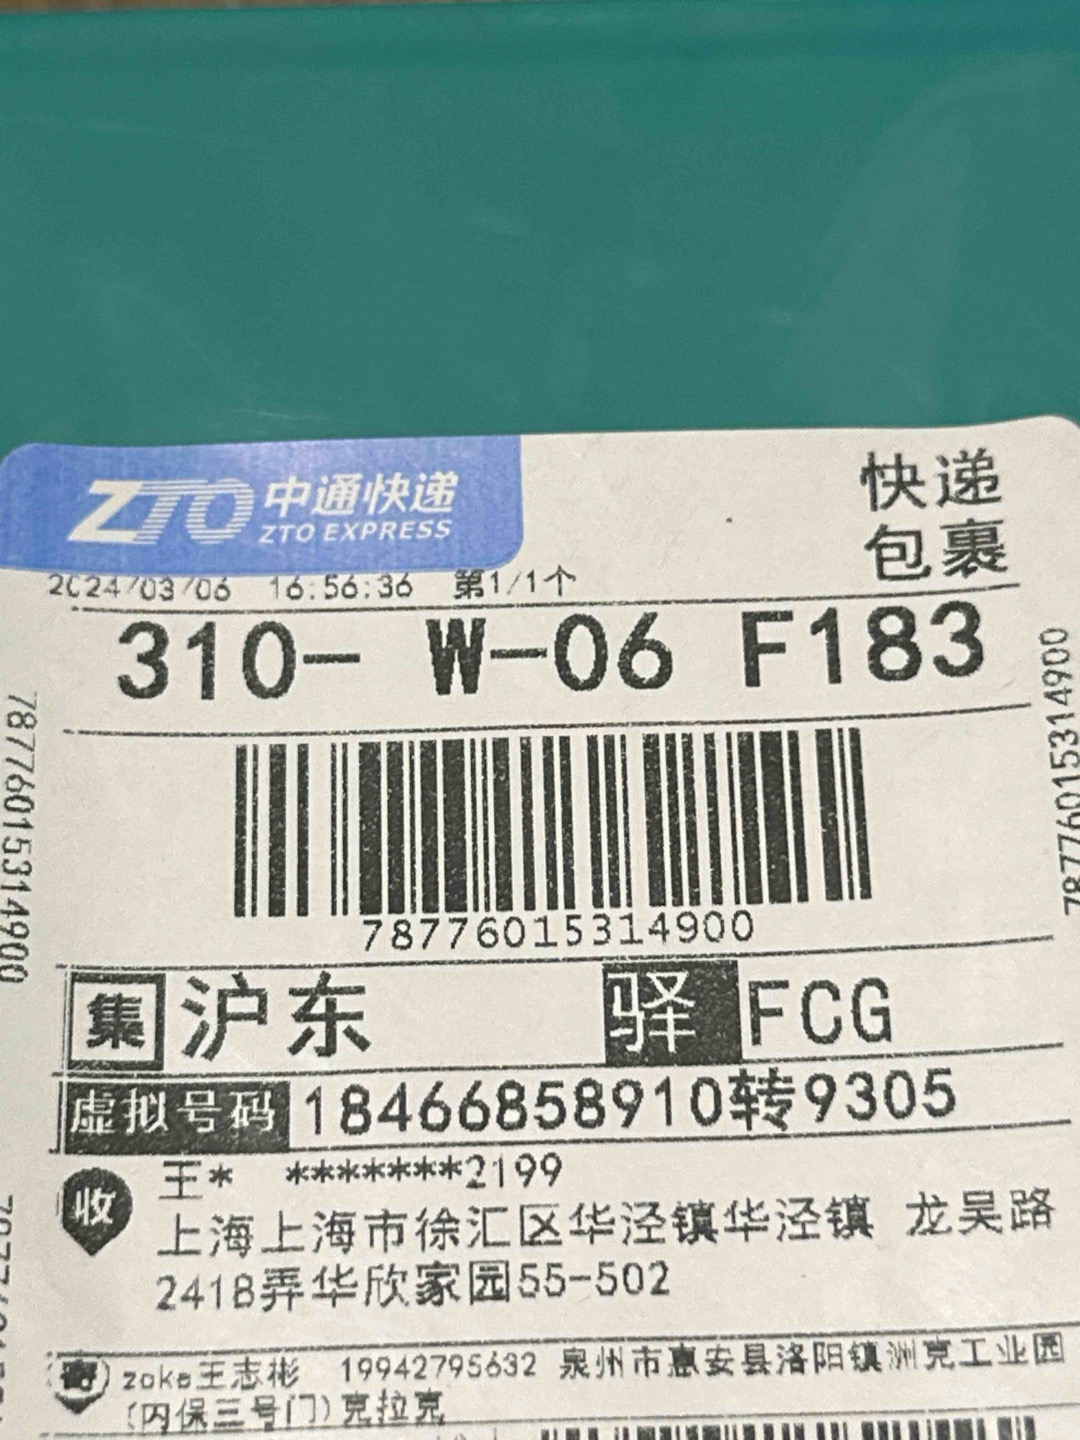 ZTO 中通快递
ZTO EXPRESS
快递
包裹
2024/03/06 16:56:36 第1/1个
310- W-06 F183
78776015314900
78776015314900
78776015314900
集 沪东 驿 FCG
虚拟号码 18466858910转9305
收 王* *******2199
上海上海市徐汇区华泾镇华泾镇 龙吴路
2418弄华欣家园55-502
寄 zoke王志彬 19942795632 泉州市惠安县洛阳镇洲克工业园
(内保三号门)克拉克